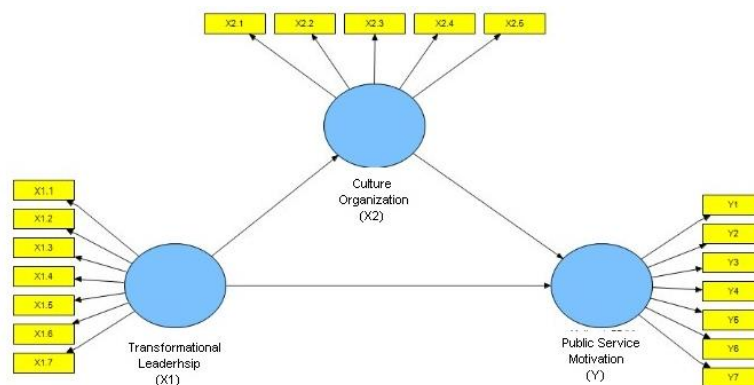 X2.1
X2.2
X2.3
X2.4
X2.5
Culture
Organization
(X2)
X1.1
X1.2
X1.3
X1.4
X1.5
X1.6
X1.7
Transformational
Leaderhsip
(X1)
Y1
Y2
Y3
Y4
Y5
Y6
Y7
Public Service
Motivation
(Y)